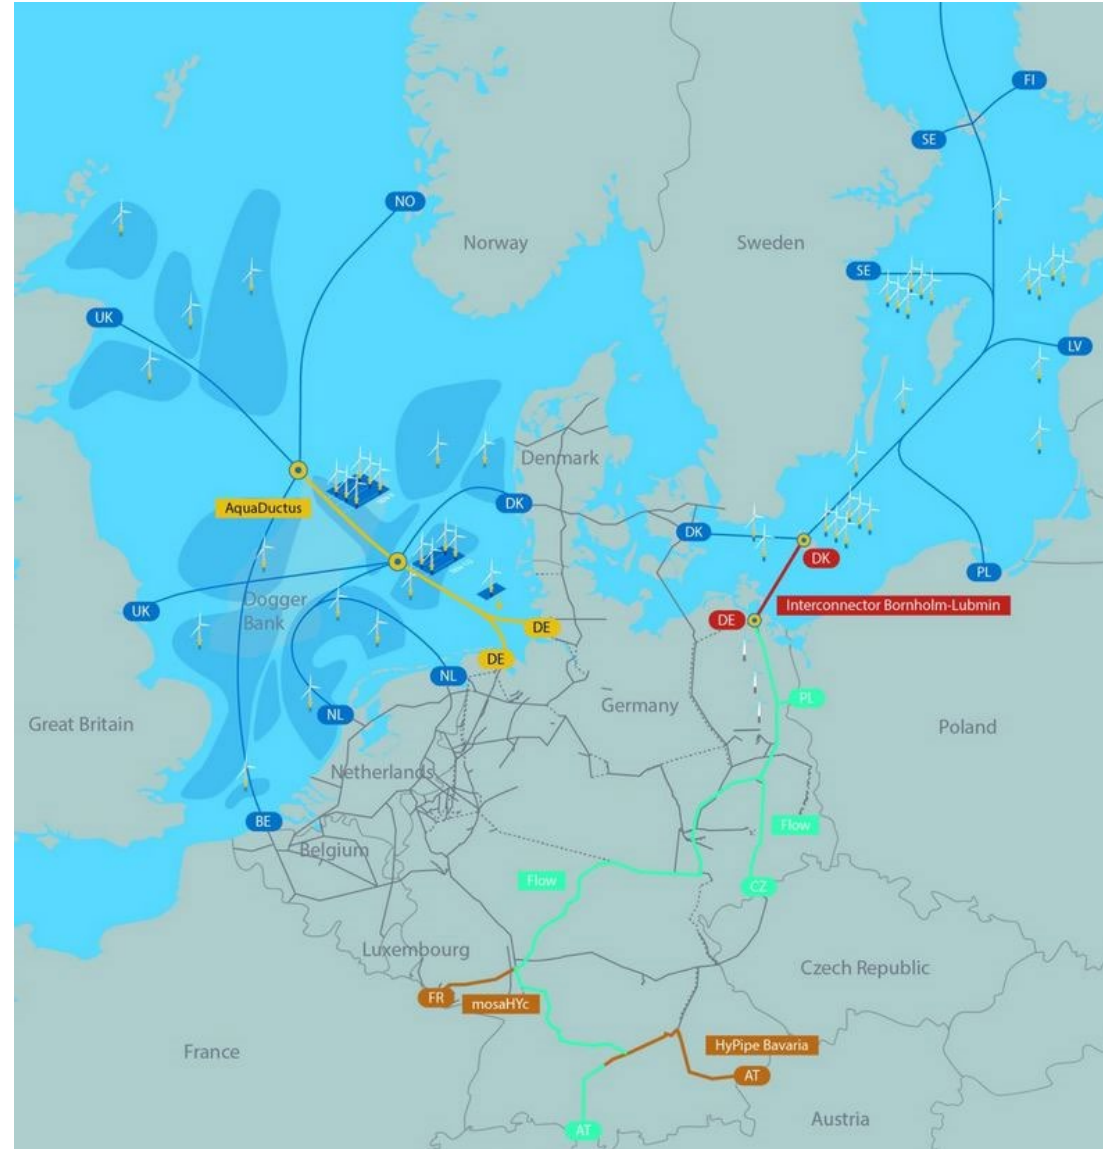 FI
SE
NO
Norway
Sweden
SE
UK
LV
Denmark
AquaDuctus
DK
DK
DK
PL
UK
Dogger
Bank
Interconnector Bornholm-Lubmin
DE
DE
DE
NL
PL
Germany
NL
Great Britain
Poland
Netherlands
BE
Flow
Belgium
Flow
CZ
Luxembourg
Czech Republic
FR
mosaHYc
HyPipe Bavaria
France
AT
Austria
AT